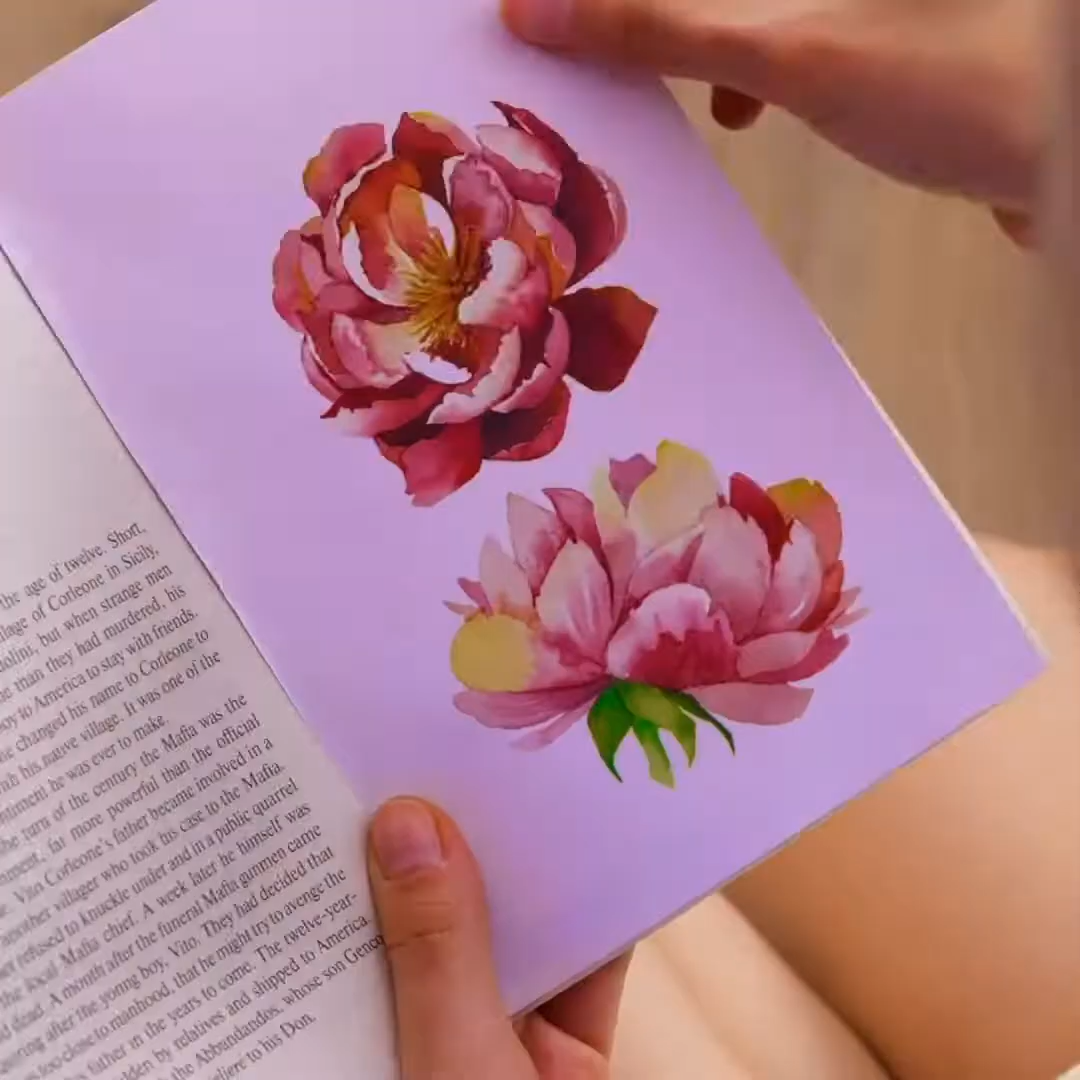 the age of twelve. Short,
village of Corleone in Sicily,
but when strange men
he man they had murdered, his
boy to America to stay with friends.
changed his name to Corleone to
with his native village. It was one of the
he was ever to make.
the turn of the century the Mafia was the
far more powerful than the official
Vito Corleone's father became involved in a
another villager who took his case to the Mafia.
refused to knuckle under and in a public quarrel
the local Mafia chief. A week later he himself was
dead. A month after the funeral Mafia gunmen came
after the young boy, Vito. They had decided that
too close to manhood, that he might try to avenge the
father in the years to come. The twelve-year-
by relatives and shipped to America.
the Abbundandos, whose son Genco
to his Don.